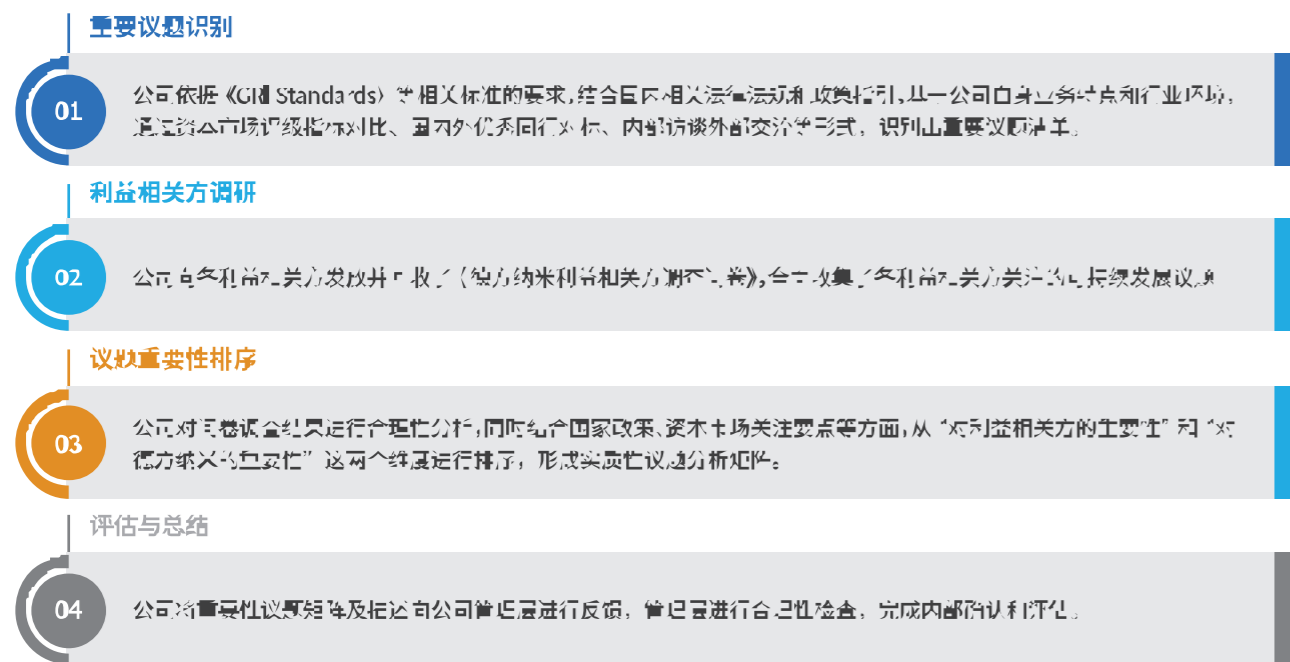 重要议题识别
01
公司依据《GRI Standards》等相关标准的要求,结合国内相关法律法规和政策指引,基于公司自身业务特点和行业环境,
通过资本市场评级指标对比、国内外优秀同行对标、内部访谈外部交流等形式，识别出重要议题清单。
利益相关方调研
02
公司向各利益相关方发放并回收了《德方纳米利益相关方调查问卷》,全面收集了各利益相关方关注的可持续发展议题
议题重要性排序
03
公司对问卷调查结果进行合理性分析,同时结合国家政策、资本市场关注要点等方面,从“对利益相关方的重要性”和“对
德方纳米的重要性”这两个维度进行排序，形成实质性议题分析矩阵。
评估与总结
04
公司将重要性议题矩阵及描述向公司管理层进行反馈，管理层进行合理性检查，完成内部确认和评估。